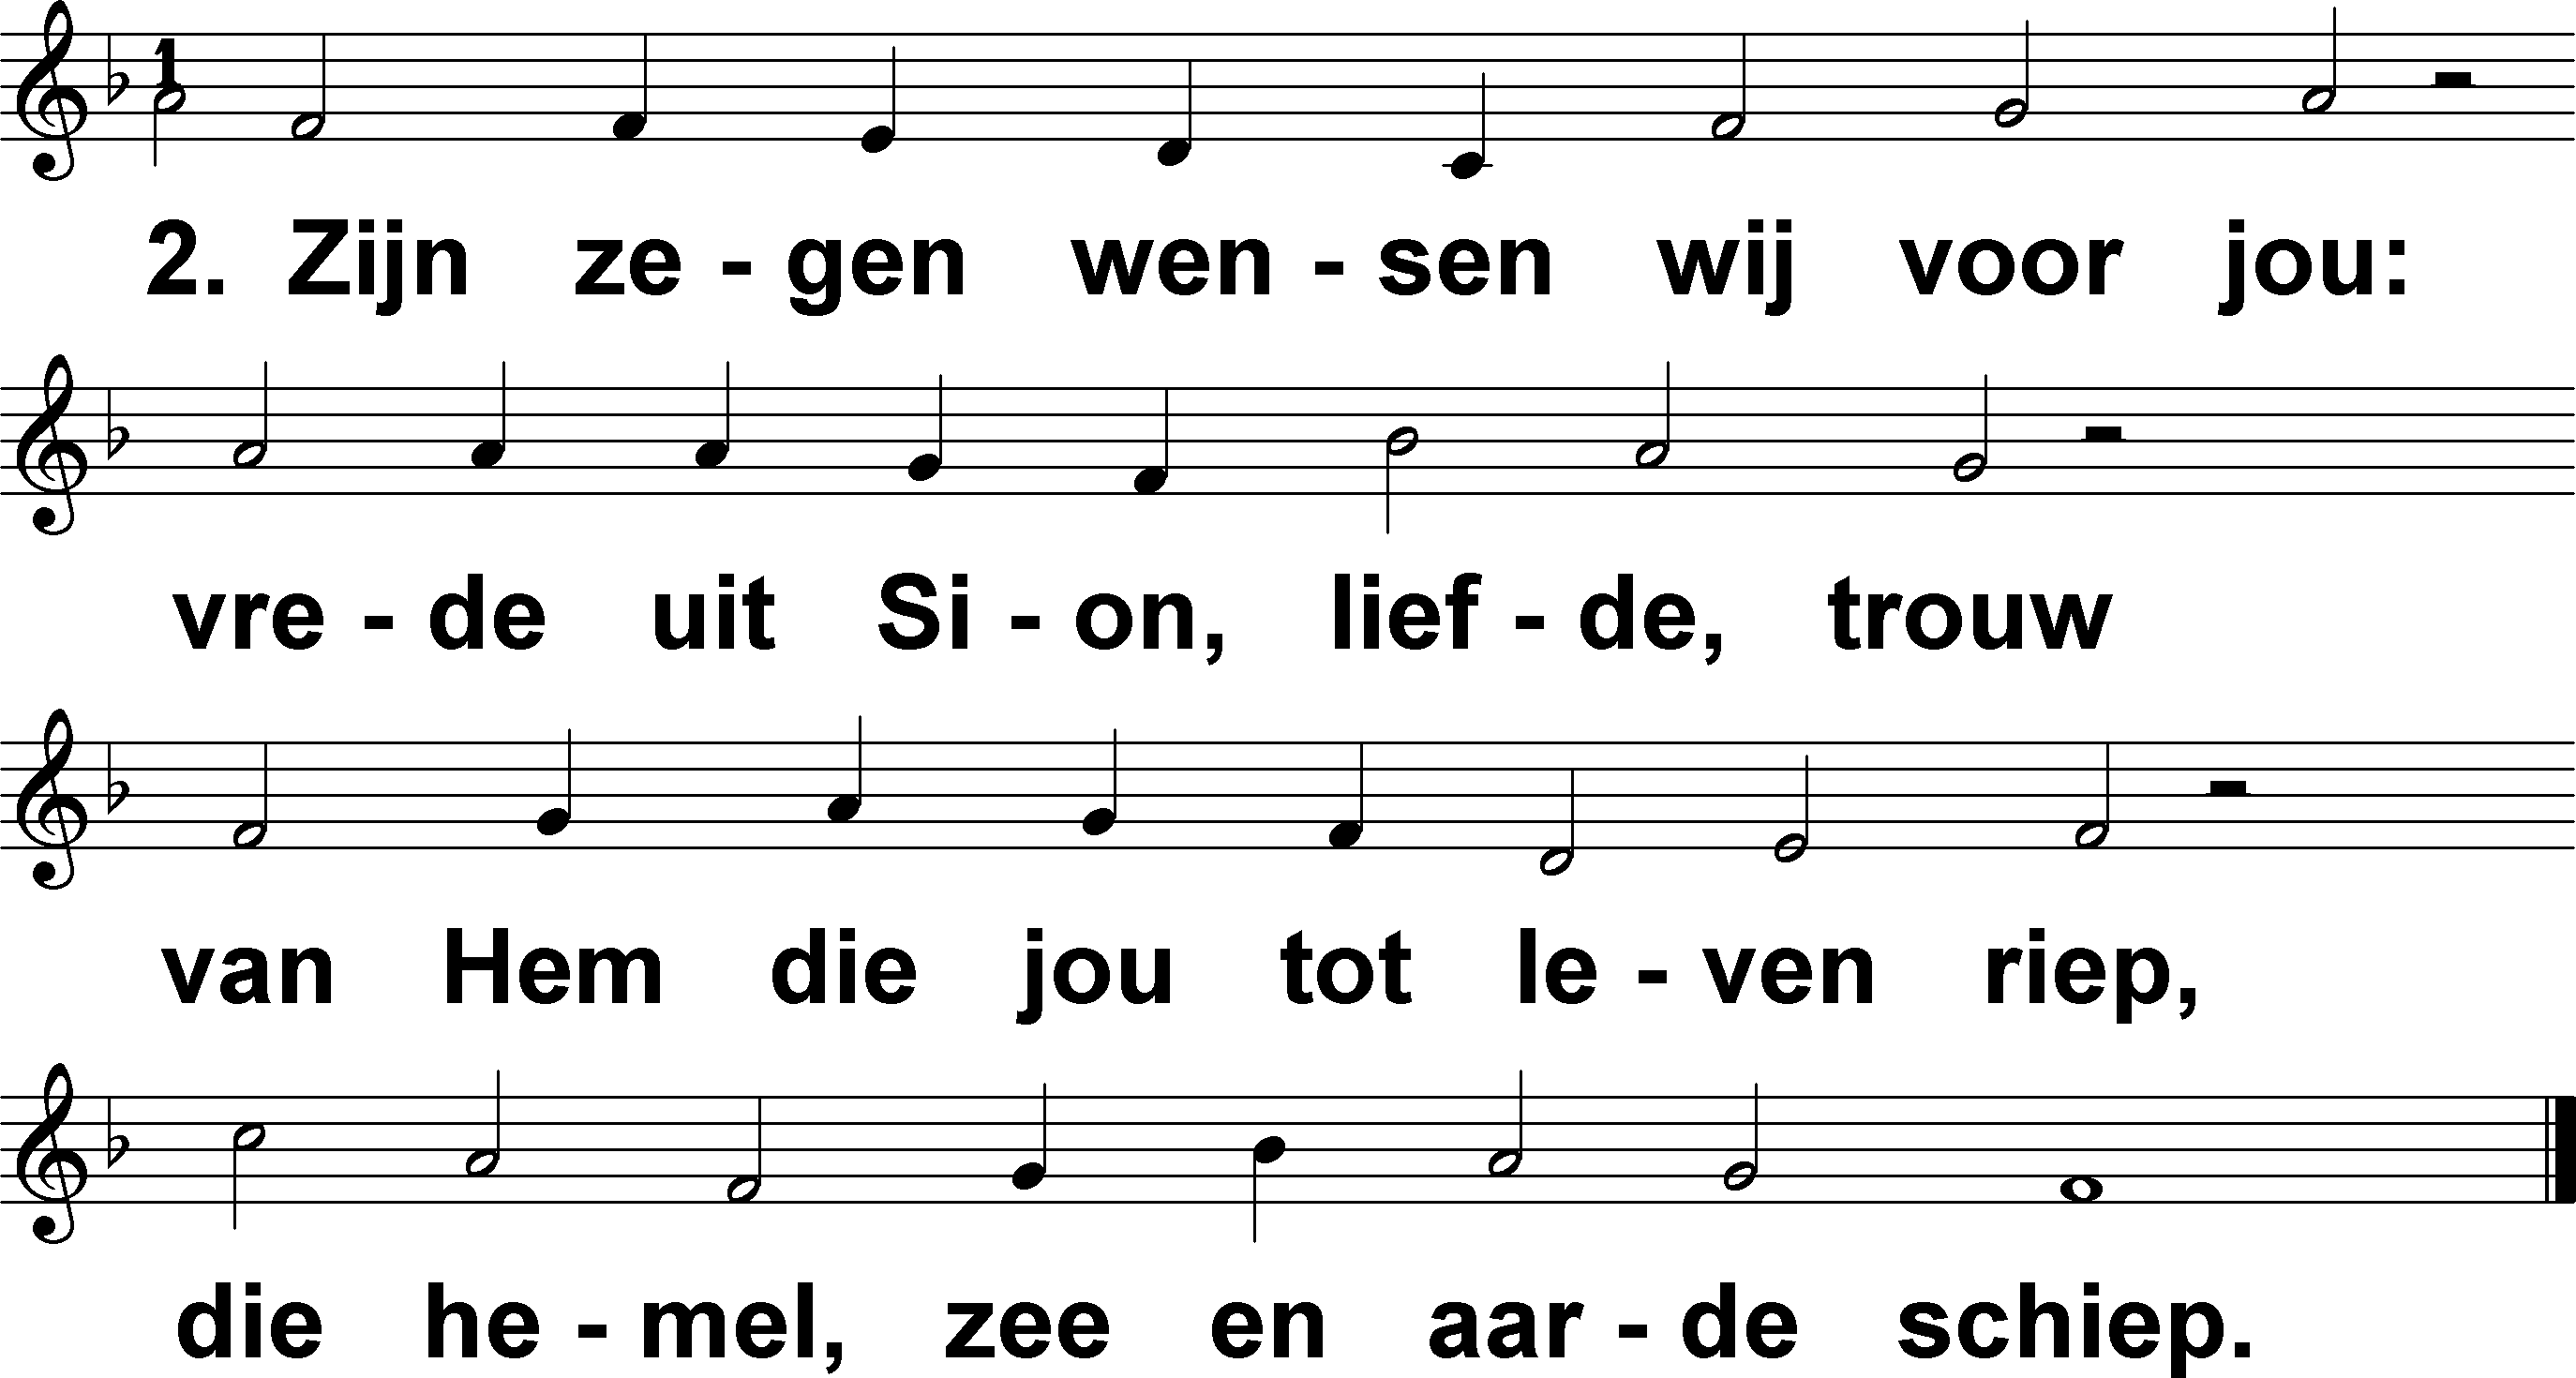 1
2. Zijn ze - gen wen - sen wij voor jou:
vre - de uit Si - on, lief - de, trouw
van Hem die jou tot le - ven riep,
die he - mel, zee en aar - de schiep.